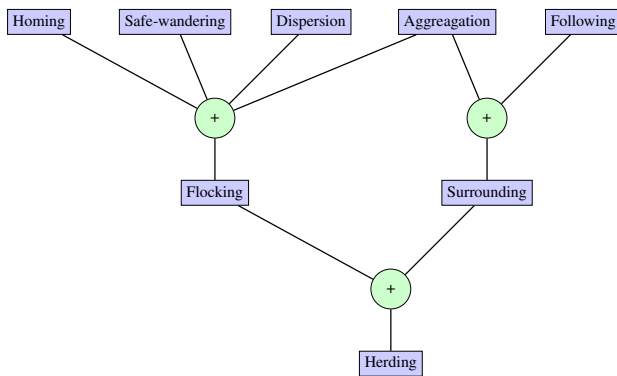 Homing
Safe-wandering
Dispersion
Aggreagation
Following
+
+
Flocking
Surrounding
+
Herding